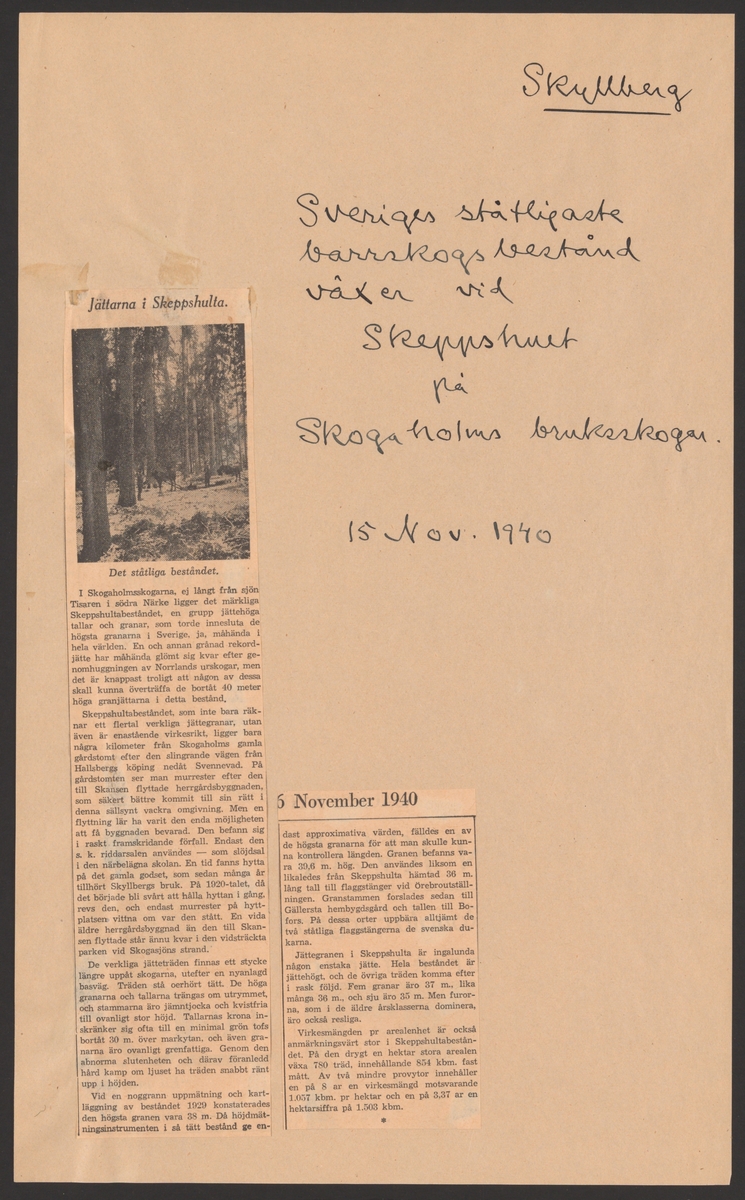 Skyllberg
Sveriges ståtligaste
barrskogsbestånd
växer vid
Skeppshult
på
Skogaholms bruksskogar.
15 Nov. 1940
Jättarna i Skeppshulta.
Det ståtliga beståndet.
I Skogaholmsskogarna, ej långt från sjön
Tisaren i södra Närke ligger det märkliga
Skeppshultabeståndet, en grupp jättehöga
tallar och granar, som torde innesluta de
högsta granarna i Sverige, ja, måhända i
hela världen. En och annan grånad rekord-
jätte har måhända glömt sig kvar efter ge-
nomhuggningen av Norrlands urskogar, men
det är knappast troligt att någon av dessa
skall kunna överträffa de bortåt 40 meter
höga granjättarna i detta bestånd.
Skeppshultabeståndet, som inte bara räk-
nar ett flertal verkliga jättegranar, utan
även är enastående virkesrikt, ligger bara
några kilometer från Skogaholms gamla
gårdstomt efter den slingrande vägen från
Hallsbergs köping nedåt Svennevad. På
gårdstomten ser man murrester efter den
till Skansen flyttade herrgårdsbyggnaden,
som säkert bättre kommit till sin rätt i
denna sällsynt vackra omgivning. Men en
flyttning lär ha varit den enda möjligheten
att få byggnaden bevarad. Den befann sig
i raskt framskridande förfall. Endast den
s. k. riddarsalen användes — som slöjdsal
i den närbelägna skolan. En tid fanns hytta
på det gamla godset, som sedan många år
tillhört Skyllbergs bruk. På 1920-talet, då
det började bli svårt att hålla hyttan i gång,
revs den, och endast murrester på hytt-
platsen vittna om var den stått. En vida
äldre herrgårdsbyggnad än den till Skan-
sen flyttade står ännu kvar i den vidsträckta
parken vid Skogasjöns strand.
De verkliga jätteträden finnas ett stycke
längre uppåt skogarna, utefter en nyanlagd
basväg. Träden stå oerhört tätt. De höga
granarna och tallarna trängas om utrymmet,
och stammarna äro jämntjocka och kvistfria
till ovanligt stor höjd. Tallarnas krona in-
skränker sig ofta till en minimal grön tofs
bortåt 30 m. över markytan, och även gra-
narna äro ovanligt grenfattiga. Genom den
abnorma slutenheten och därav föranledd
hård kamp om ljuset ha träden snabbt ränt
upp i höjden.
Vid en noggrann uppmätning och kart-
läggning av beståndet 1929 konstaterades
den högsta granen vara 38 m. Då höjdmät-
ningsinstrumenten i så tätt bestånd ge en-
6 November 1940
dast approximativa värden, fälldes en av
de högsta granarna för att man skulle kun-
na kontrollera längden. Granen befanns va-
ra 39,6 m. hög. Den användes liksom en
likaledes från Skeppshulta hämtad 36 m.
lång tall till flaggstänger vid Örebroutställ-
ningen. Granstammen forslades sedan till
Gällersta hembygdsgård och tallen till Bo-
fors. På dessa orter uppbära alltjämt de
två ståtliga flaggstängerna de svenska du-
karna.
Jättegranen i Skeppshulta är ingalunda
någon enstaka jätte. Hela beståndet är
jättehögt, och de övriga träden komma efter
i rask följd. Fem granar äro 37 m., lika
många 36 m., och sju äro 35 m. Men furor-
na, som i de äldre årsklasserna dominera,
äro också resliga.
Virkesmängden pr arealenhet är också
anmärkningsvärt stor i Skeppshultabestån-
det. På den drygt en hektar stora arealen
växa 780 träd, innehållande 854 kbm. fast
mått. Av två mindre provytor innehåller
en på 8 ar en virkesmängd motsvarande
1.057 kbm. pr hektar och en på 3,37 ar en
hektarsiffra på 1.503 kbm.
*